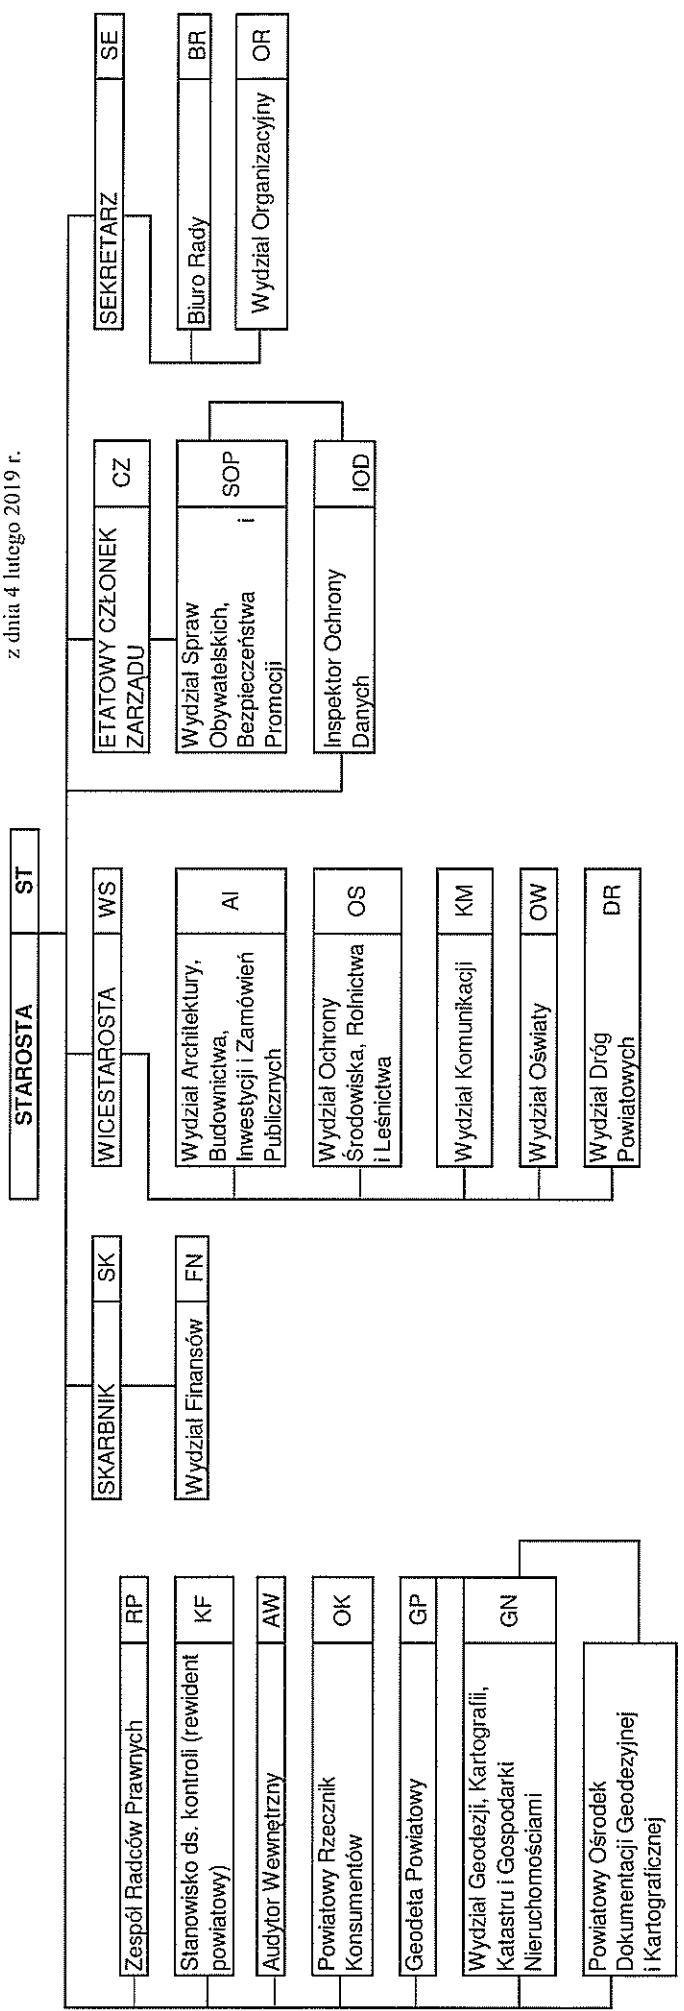 z dnia 4 lutego 2019 r.
STAROSTA ST
Zespół Radców Prawnych RP
Stanowisko ds. kontroli (rewident
powiatowy) KF
Audytor Wewnętrzny AW
Powiatowy Rzecznik
Konsumentów OK
Geodeta Powiatowy GP
Wydział Geodezji, Kartografii,
Katastru i Gospodarki
Nieruchomościami GN
Powiatowy Ośrodek
Dokumentacji Geodezyjnej
i Kartograficznej
SKARBNIK SK
Wydział Finansów FN
WICESTAROSTA WS
Wydział Architektury,
Budownictwa,
Inwestycji i Zamówień
Publicznych AI
Wydział Ochrony
Środowiska, Rolnictwa
i Leśnictwa OS
Wydział Komunikacji KM
Wydział Oświaty OW
Wydział Dróg
Powiatowych DR
ETATOWY CZŁONEK
ZARZĄDU CZ
Wydział Spraw
Obywatelskich,
Bezpieczeństwa i
Promocji SOP
Inspektor Ochrony
Danych IOD
SEKRETARZ SE
Biuro Rady BR
Wydział Organizacyjny OR